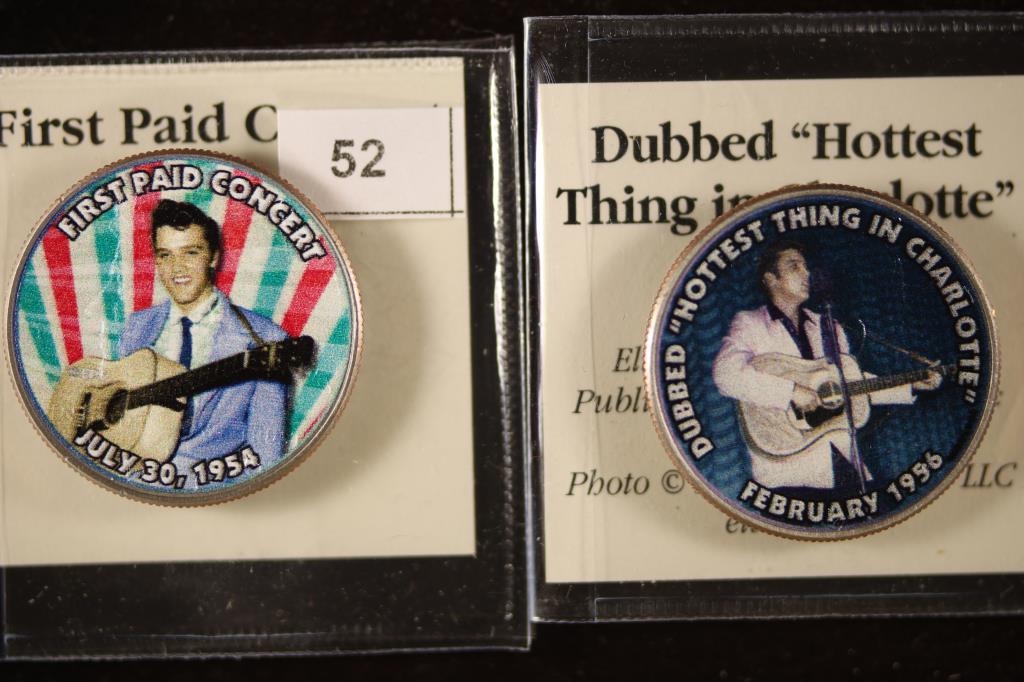 First Paid C
52
FIRST PAID CONCERT
JULY 30, 1954
Dubbed “Hottest
Thing in lotte”
DUBBED "HOTTEST THING IN CHARLOTTE"
FEBRUARY 1956
Publi
Photo © LLC